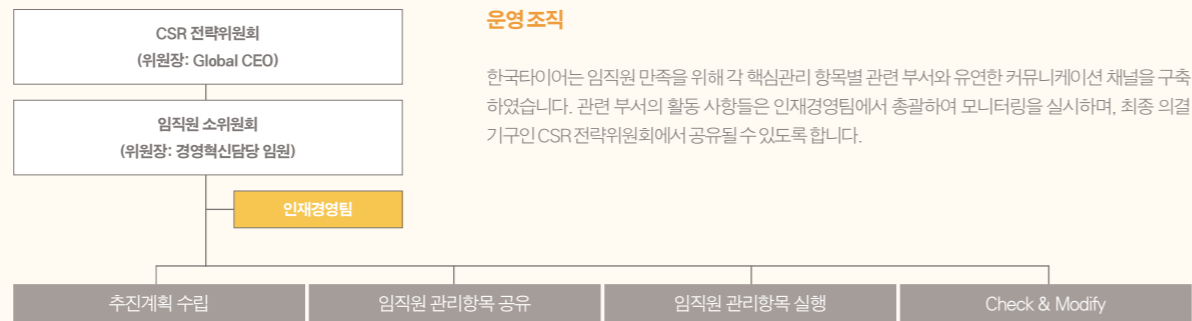 CSR 전략위원회
(위원장: Global CEO)
임직원 소위원회
(위원장: 경영혁신담당 임원)
인재경영팀
운영 조직
한국타이어는 임직원 만족을 위해 각 핵심관리 항목별 관련 부서와 유연한 커뮤니케이션 채널을 구축
하였습니다. 관련 부서의 활동 사항들은 인재경영팀에서 총괄하여 모니터링을 실시하며, 최종 의결
기구인 CSR 전략위원회에서 공유될 수 있도록 합니다.
추진계획 수립
임직원 관리항목 공유
임직원 관리항목 실행
Check & Modify